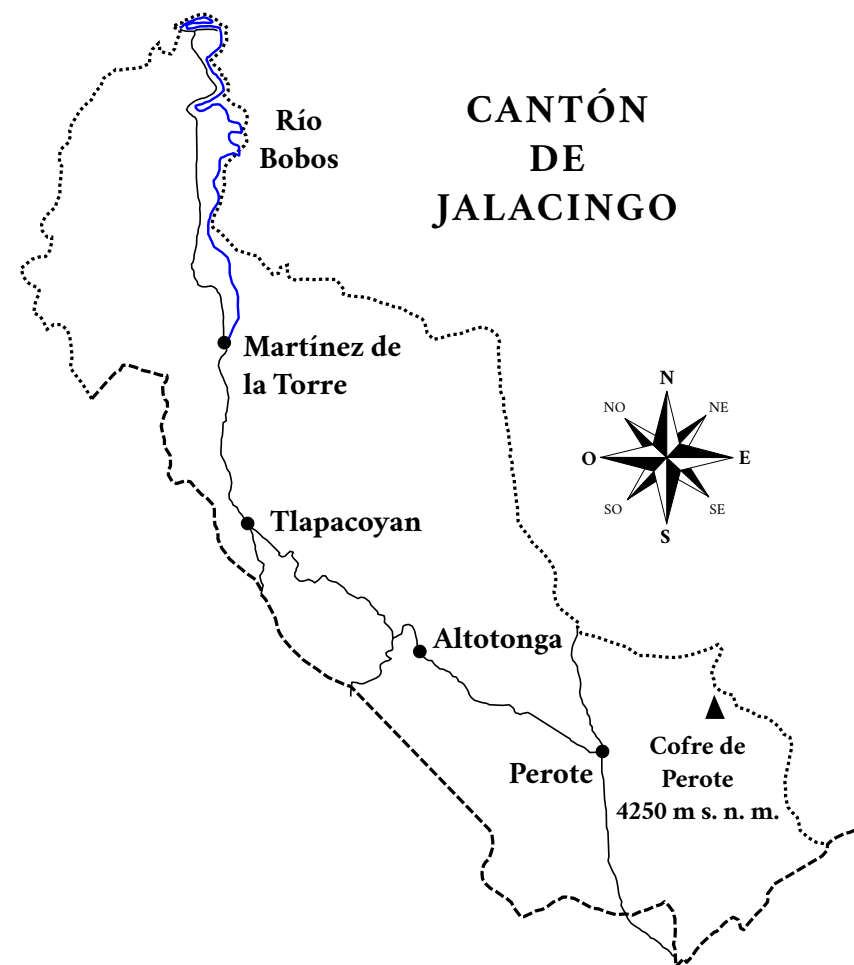 CANTÓN
DE
JALACINGO
Río
Bobos
Martínez de
la Torre
N
NO
NE
O
E
SO
SE
S
Tlapacoyan
Altotonga
Perote
Cofre de
Perote
4250 m s. n. m.